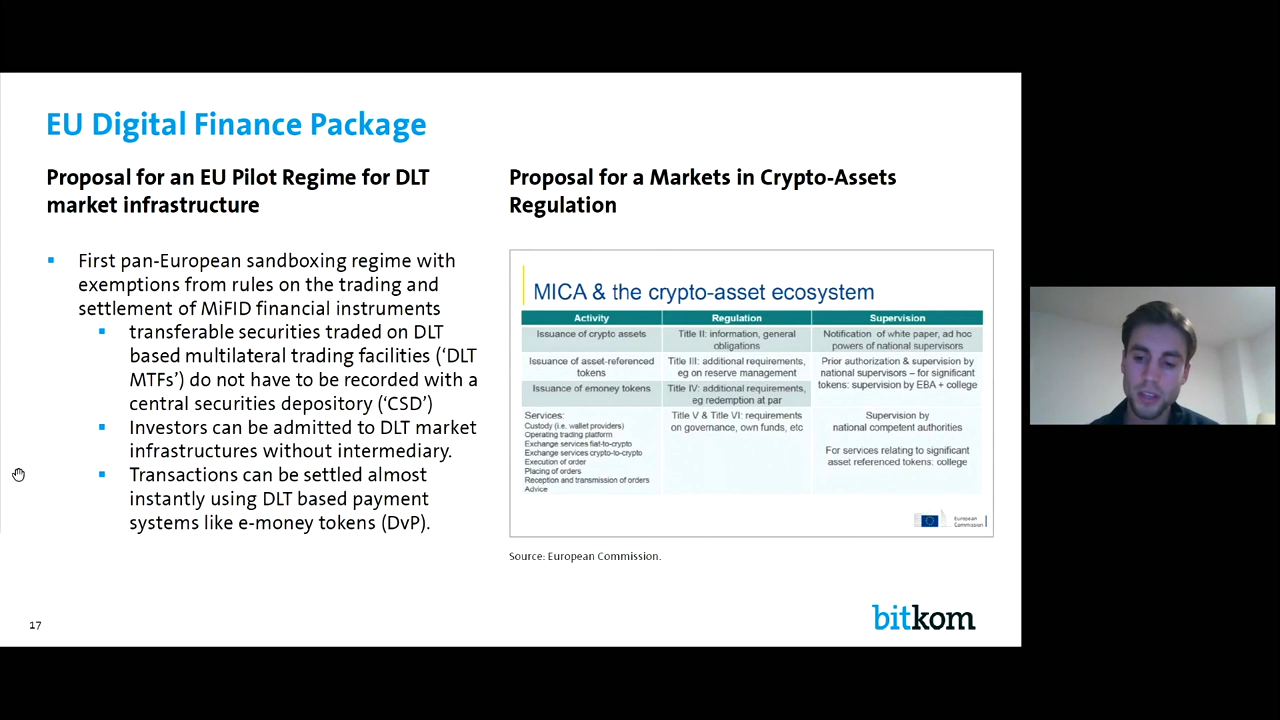 EU Digital Finance Package
Proposal for an EU Pilot Regime for DLT
market infrastructure
First pan-European sandboxing regime with
exemptions from rules on the trading and
settlement of MiFID financial instruments
transferable securities traded on DLT
based multilateral trading facilities (‘DLT
MTFs’) do not have to be recorded with a
central securities depository (‘CSD’)
Investors can be admitted to DLT market
infrastructures without intermediary.
Transactions can be settled almost
instantly using DLT based payment
systems like e-money tokens (DvP).
Proposal for a Markets in Crypto-Assets
Regulation
MICA & the crypto-asset ecosystem
Activity
Regulation
Supervision
Issuance of crypto assets
Title II: information, general
obligations
Notification of white paper, ad hoc
powers of national supervisors
Issuance of asset-referenced
tokens
Title III: additional requirements,
eg on reserve management
Prior authorization & supervision by
national supervisors – for significant
tokens: supervision by EBA + college
Issuance of emoney tokens
Title IV: additional requirements,
eg redemption at par
Services:
Custody (i.e. wallet providers)
Operating trading platform
Exchange services fiat-to-crypto
Exchange services crypto-to-crypto
Execution of order
Placing of orders
Reception and transmission of orders
Advice
Title V & Title VI: requirements
on governance, own funds, etc
Supervision by
national competent authorities
For services relating to significant
asset referenced tokens: college
European
Commission
Source: European Commission.
17
bitkom